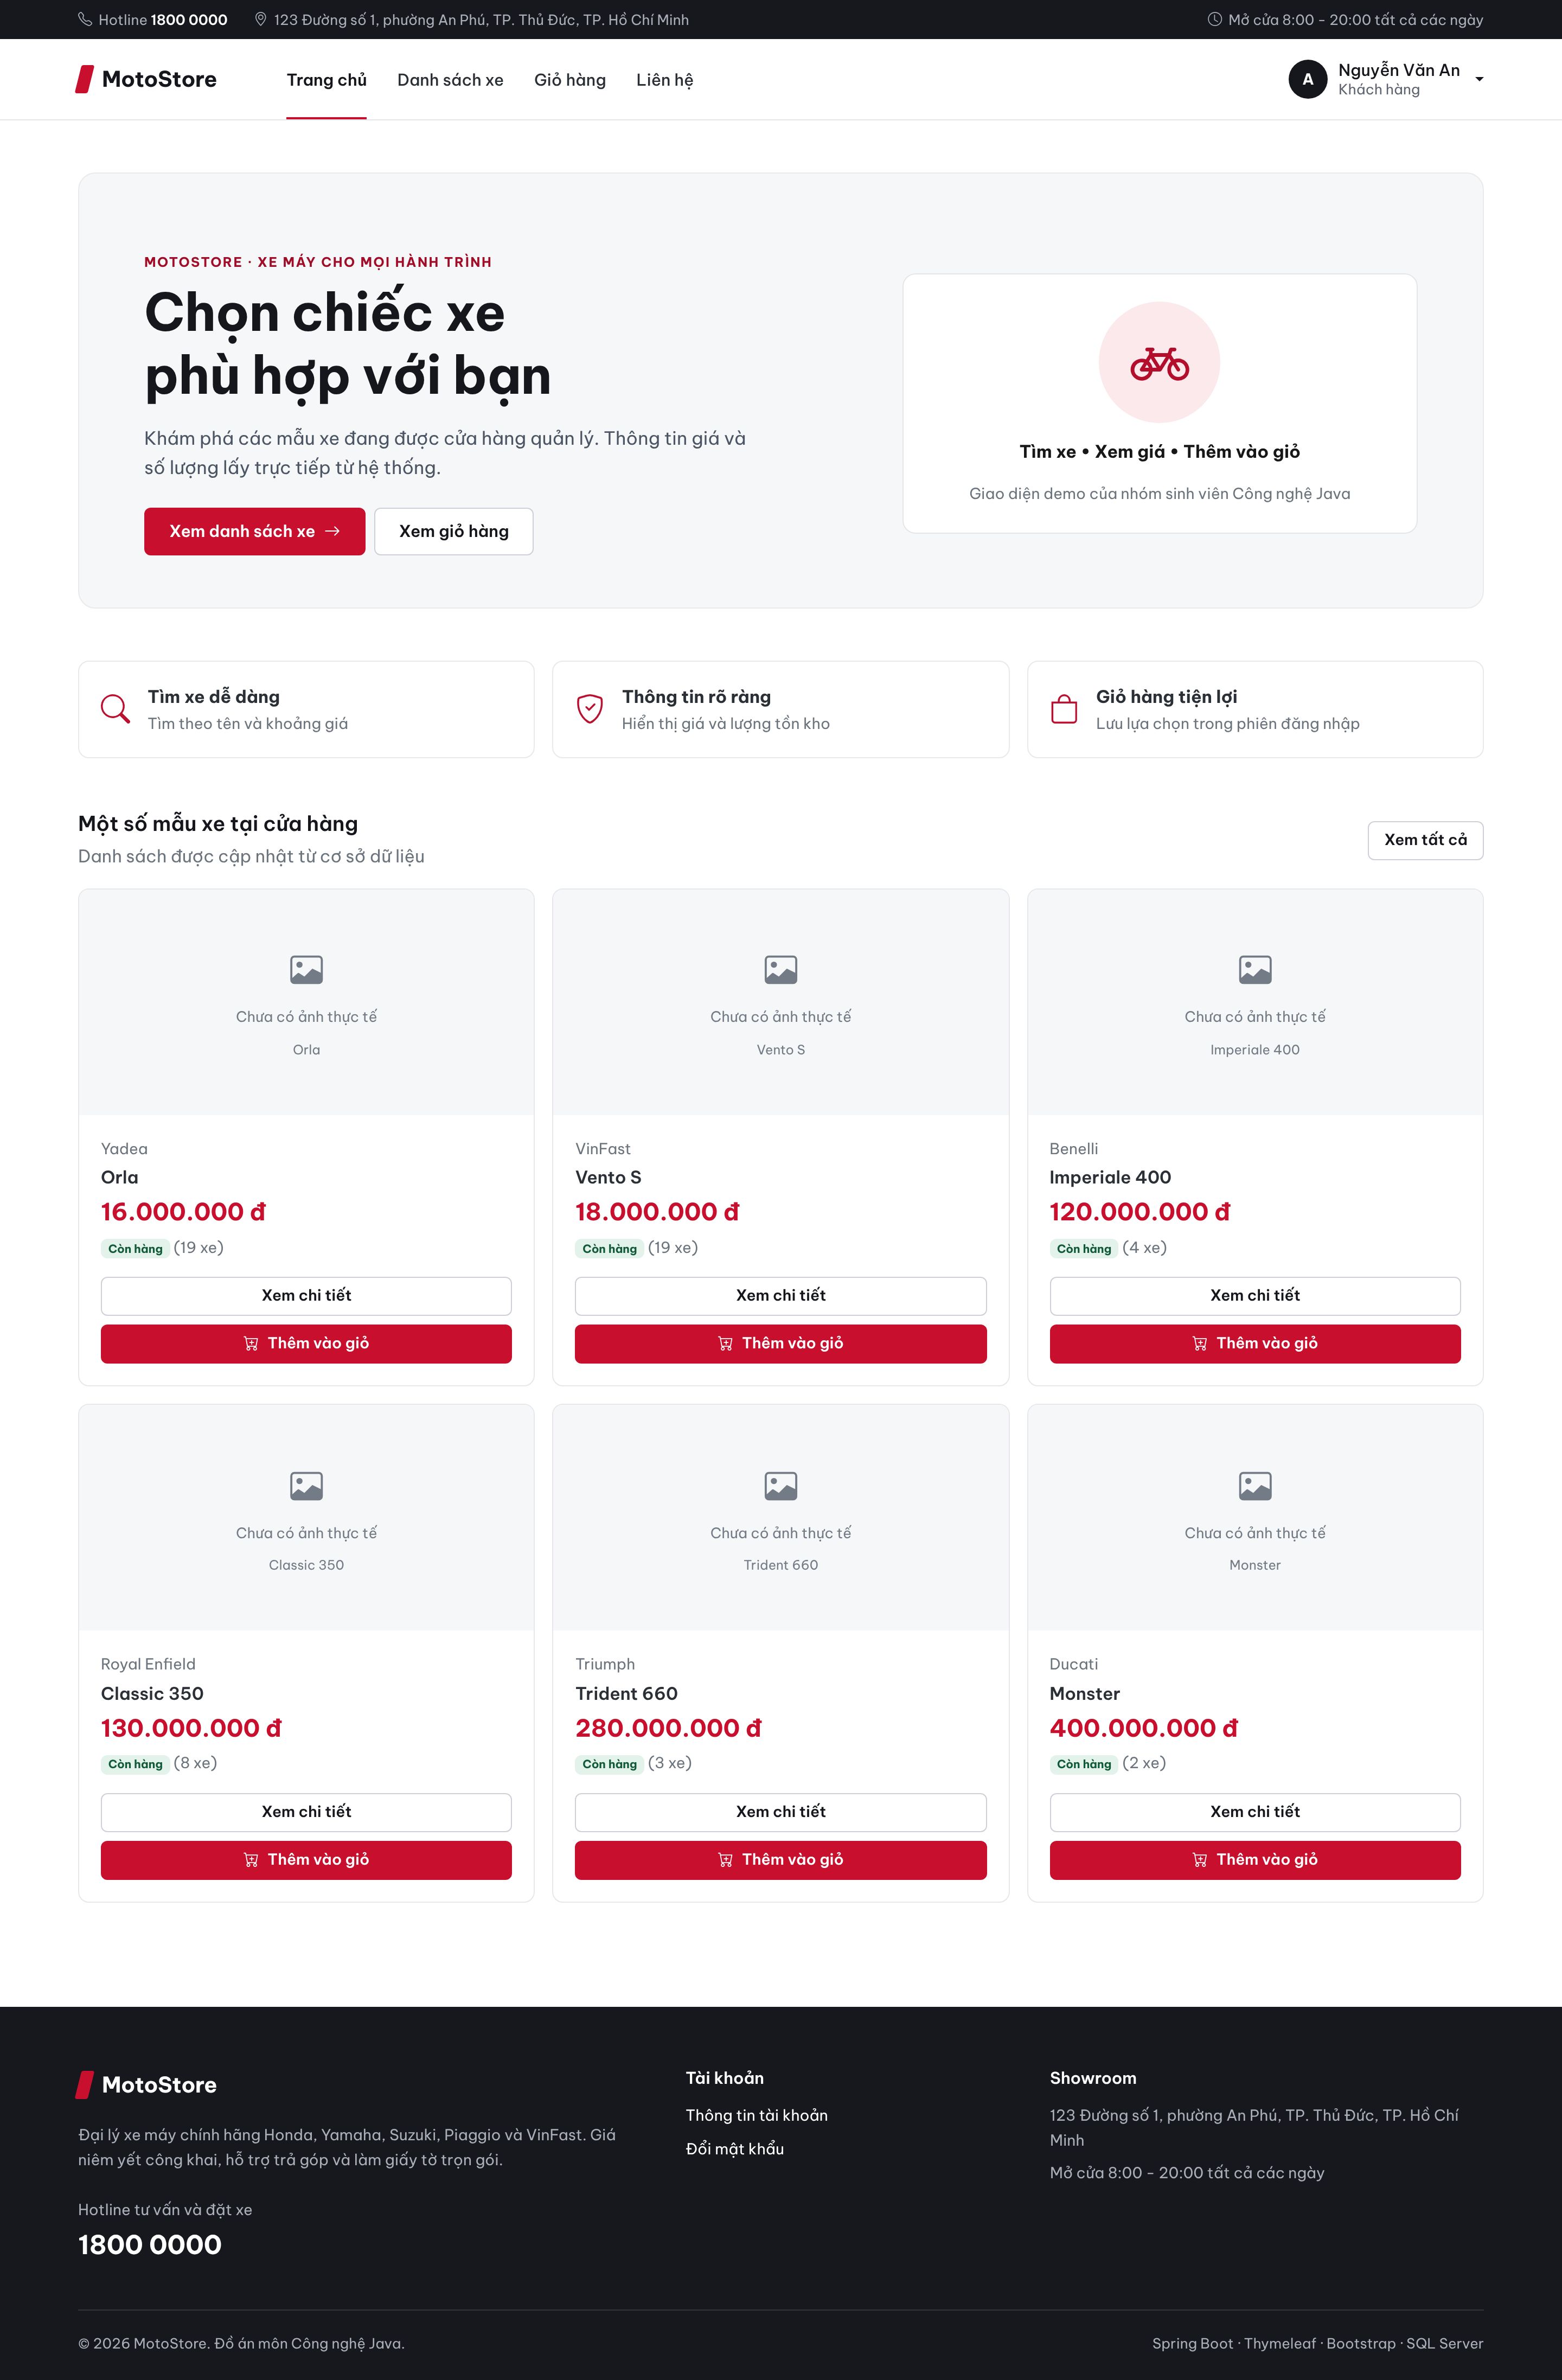 Hotline 1800 0000
123 Đường số 1, phường An Phú, TP. Thủ Đức, TP. Hồ Chí Minh
Mở cửa 8:00 - 20:00 tất cả các ngày
MotoStore
Trang chủ
Danh sách xe
Giỏ hàng
Liên hệ
A
Nguyễn Văn An
Khách hàng
MOTOSTORE · XE MÁY CHO MỌI HÀNH TRÌNH
Chọn chiếc xe
phù hợp với bạn
Khám phá các mẫu xe đang được cửa hàng quản lý. Thông tin giá và
số lượng lấy trực tiếp từ hệ thống.
Xem danh sách xe →
Xem giỏ hàng
Tìm xe • Xem giá • Thêm vào giỏ
Giao diện demo của nhóm sinh viên Công nghệ Java
Tìm xe dễ dàng
Tìm theo tên và khoảng giá
Thông tin rõ ràng
Hiển thị giá và lượng tồn kho
Giỏ hàng tiện lợi
Lưu lựa chọn trong phiên đăng nhập
Một số mẫu xe tại cửa hàng
Danh sách được cập nhật từ cơ sở dữ liệu
Xem tất cả
Chưa có ảnh thực tế
Orla
Yadea
Orla
16.000.000 đ
Còn hàng (19 xe)
Xem chi tiết
Thêm vào giỏ
Chưa có ảnh thực tế
Vento S
VinFast
Vento S
18.000.000 đ
Còn hàng (19 xe)
Xem chi tiết
Thêm vào giỏ
Chưa có ảnh thực tế
Imperiale 400
Benelli
Imperiale 400
120.000.000 đ
Còn hàng (4 xe)
Xem chi tiết
Thêm vào giỏ
Chưa có ảnh thực tế
Classic 350
Royal Enfield
Classic 350
130.000.000 đ
Còn hàng (8 xe)
Xem chi tiết
Thêm vào giỏ
Chưa có ảnh thực tế
Trident 660
Triumph
Trident 660
280.000.000 đ
Còn hàng (3 xe)
Xem chi tiết
Thêm vào giỏ
Chưa có ảnh thực tế
Monster
Ducati
Monster
400.000.000 đ
Còn hàng (2 xe)
Xem chi tiết
Thêm vào giỏ
MotoStore
Đại lý xe máy chính hãng Honda, Yamaha, Suzuki, Piaggio và VinFast. Giá
niêm yết công khai, hỗ trợ trả góp và làm giấy tờ trọn gói.
Hotline tư vấn và đặt xe
1800 0000
Tài khoản
Thông tin tài khoản
Đổi mật khẩu
Showroom
123 Đường số 1, phường An Phú, TP. Thủ Đức, TP. Hồ Chí
Minh
Mở cửa 8:00 - 20:00 tất cả các ngày
© 2026 MotoStore. Đồ án môn Công nghệ Java.
Spring Boot · Thymeleaf · Bootstrap · SQL Server